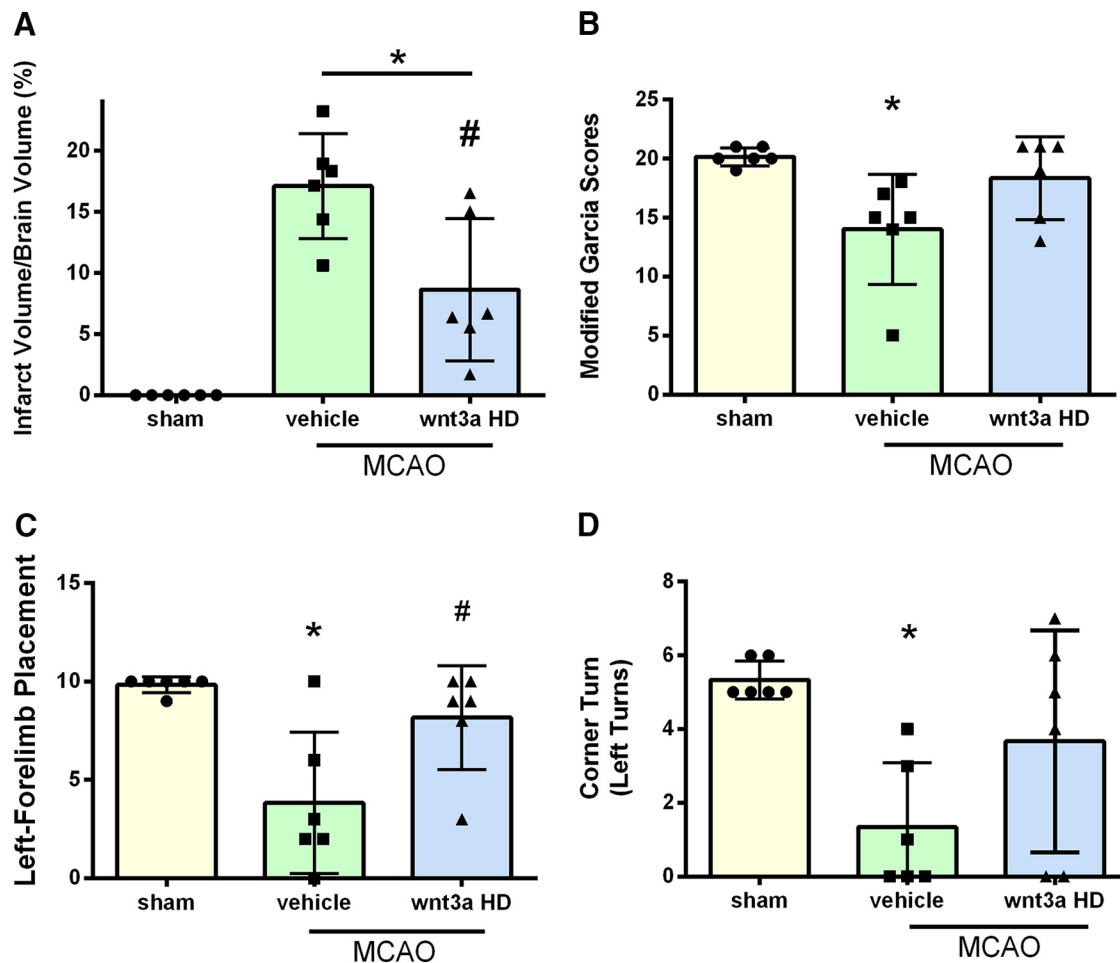 A
Infarct Volume/Brain Volume (%)
*
#
20
15
10
5
0
sham vehicle wnt3a HD
MCAO
B
Modified Garcia Scores
*
25
20
15
10
5
0
sham vehicle wnt3a HD
MCAO
C
Left-Forelimb Placement
*
#
15
10
5
0
sham vehicle wnt3a HD
MCAO
D
Corner Turn
(Left Turns)
*
8
6
4
2
0
sham vehicle wnt3a HD
MCAO